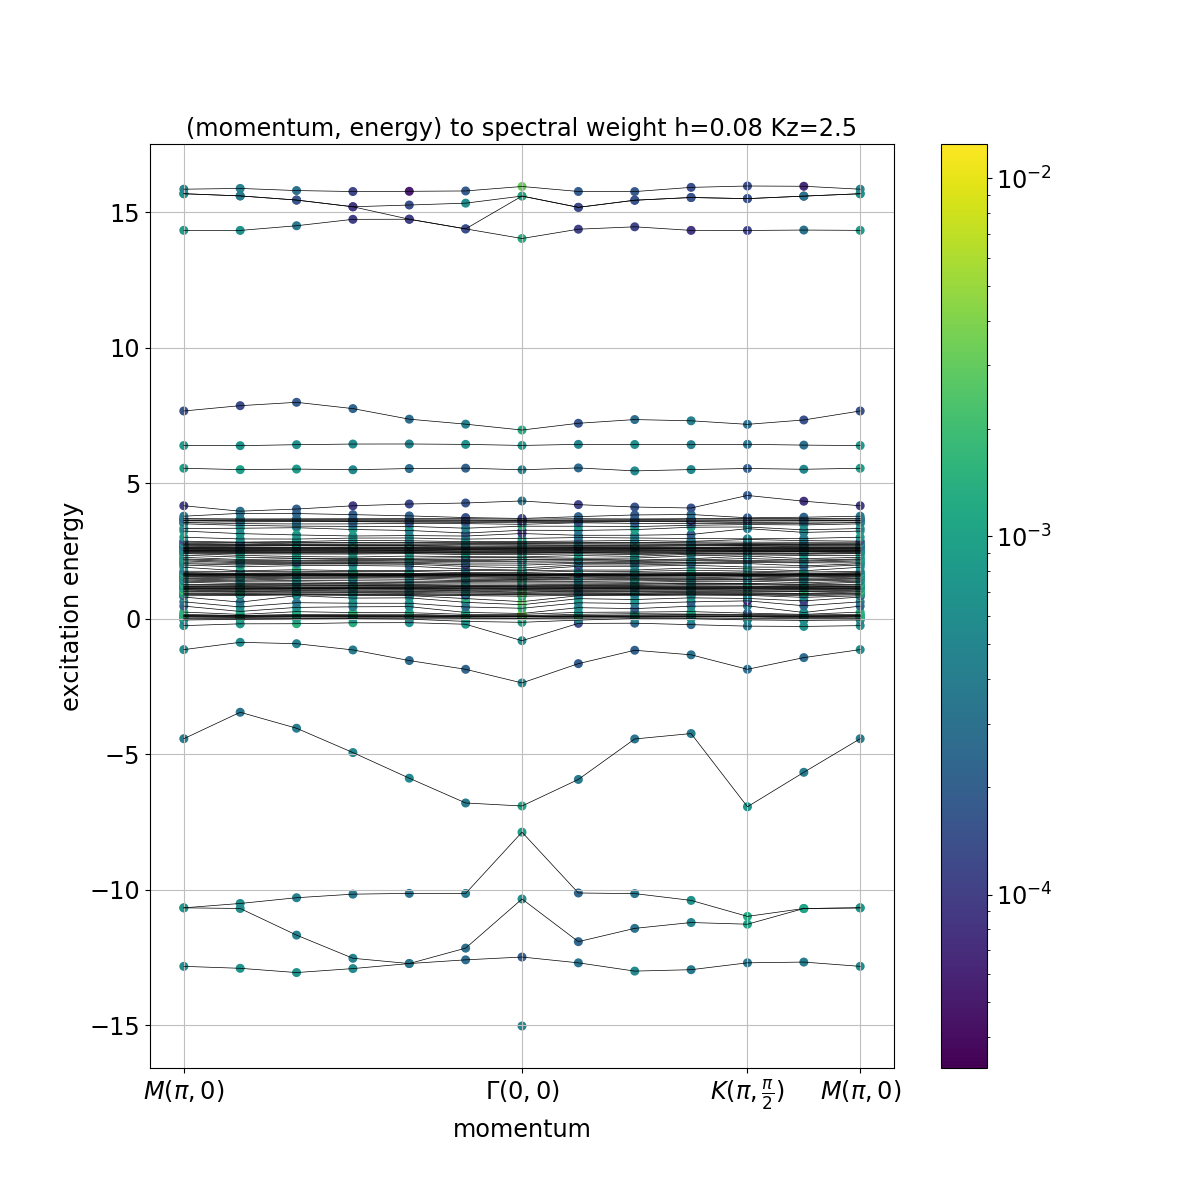 (momentum, energy) to spectral weight h=0.08 Kz=2.5
15
10
5
0
−5
−10
−15
excitation energy
M(π, 0)
Γ(0, 0)
K(π, π/2)
M(π, 0)
momentum
10⁻²
10⁻³
10⁻⁴